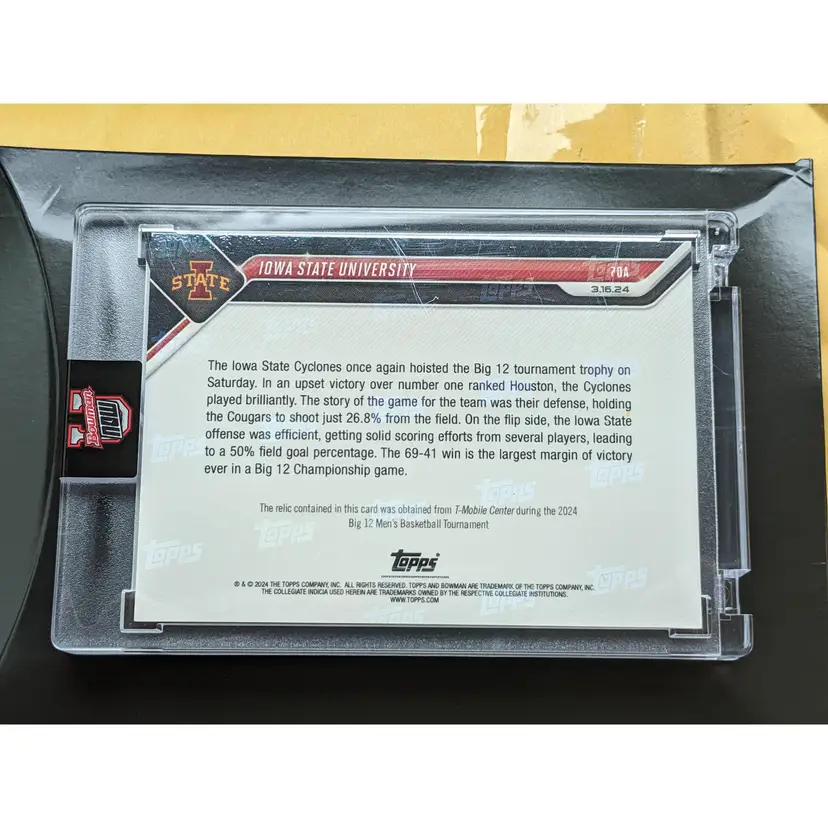 STATE
I
IOWA STATE UNIVERSITY
70A
3.16.24
The Iowa State Cyclones once again hoisted the Big 12 tournament trophy on
Saturday. In an upset victory over number one ranked Houston, the Cyclones
played brilliantly. The story of the game for the team was their defense, holding
the Cougars to shoot just 26.8% from the field. On the flip side, the Iowa State
offense was efficient, getting solid scoring efforts from several players, leading
to a 50% field goal percentage. The 69-41 win is the largest margin of victory
ever in a Big 12 Championship game.
The relic contained in this card was obtained from T-Mobile Center during the 2024
Big 12 Men's Basketball Tournament
Topps
® & © 2024 THE TOPPS COMPANY, INC. ALL RIGHTS RESERVED. TOPPS AND BOWMAN ARE TRADEMARK OF THE TOPPS COMPANY, INC.
THE COLLEGIATE INDICIA USED HEREIN ARE TRADEMARKS OWNED BY THE RESPECTIVE COLLEGIATE INSTITUTIONS.
WWW.TOPPS.COM
U
Bowman
NOW